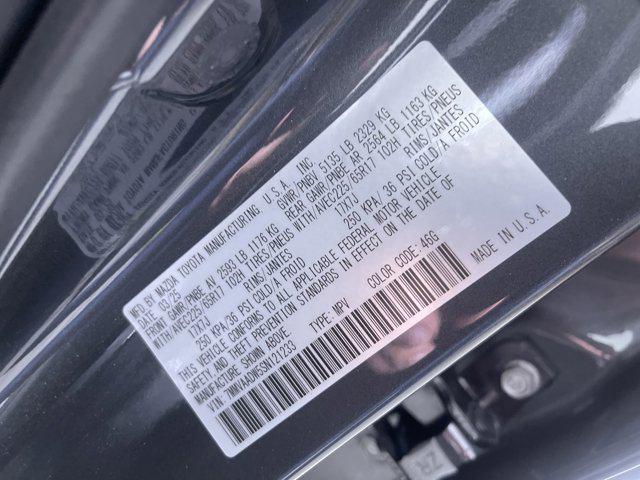 MFD BY MAZDA TOYOTA MANUFACTURING U.S.A. INC.
03/25 GVWR/PNBV 5135 LB 2329 KG
FRONT GAWR/PNBE AV 2593 LB 1176 KG REAR GAWR/PNBE AR 2564 LB 1163 KG
WITH/AVEC225/65R17 102H TIRES/PNEUS WITH/AVEC225/65R17 102H TIRES/PNEUS
17X7J RIMS/JANTES 17X7J RIMS/JANTES
250 KPA/36 PSI COLD/A FROID 250 KPA/ 36 PSI COLD/A FROID
THIS VEHICLE CONFORMS TO ALL APPLICABLE FEDERAL MOTOR VEHICLE
SAFETY AND THEFT PREVENTION STANDARDS IN EFFECT ON THE DATE OF
MANUFACTURE SHOWN ABOVE.
TYPE: MPV COLOR CODE: 46G
MADE IN U.S.A.
ZR